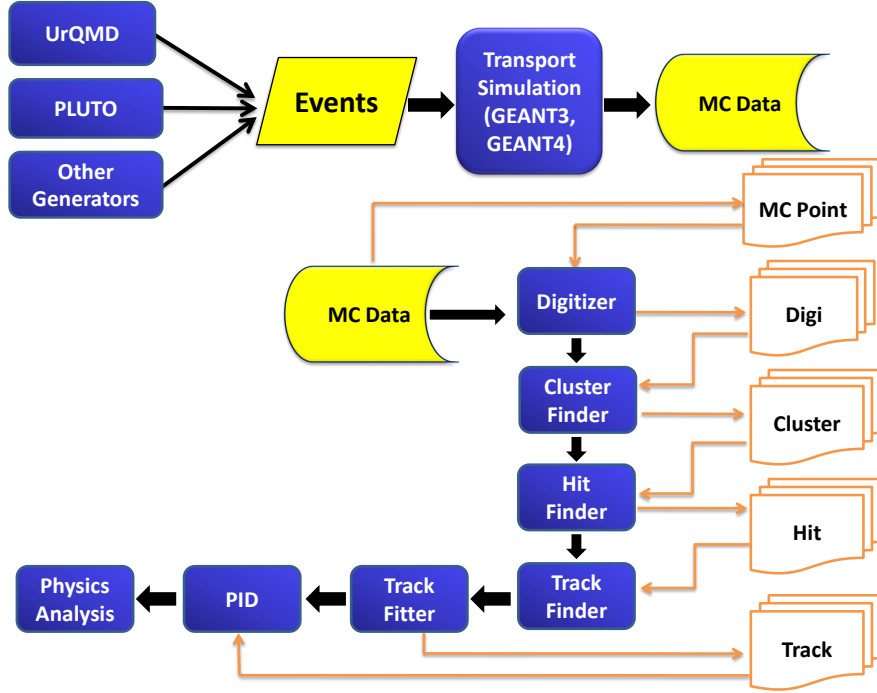 UrQMD
PLUTO
Other
Generators
Events
Transport
Simulation
(GEANT3,
GEANT4)
MC Data
MC Point
MC Data
Digitizer
Digi
Cluster
Finder
Cluster
Hit
Finder
Hit
Physics
Analysis
PID
Track
Fitter
Track
Finder
Track